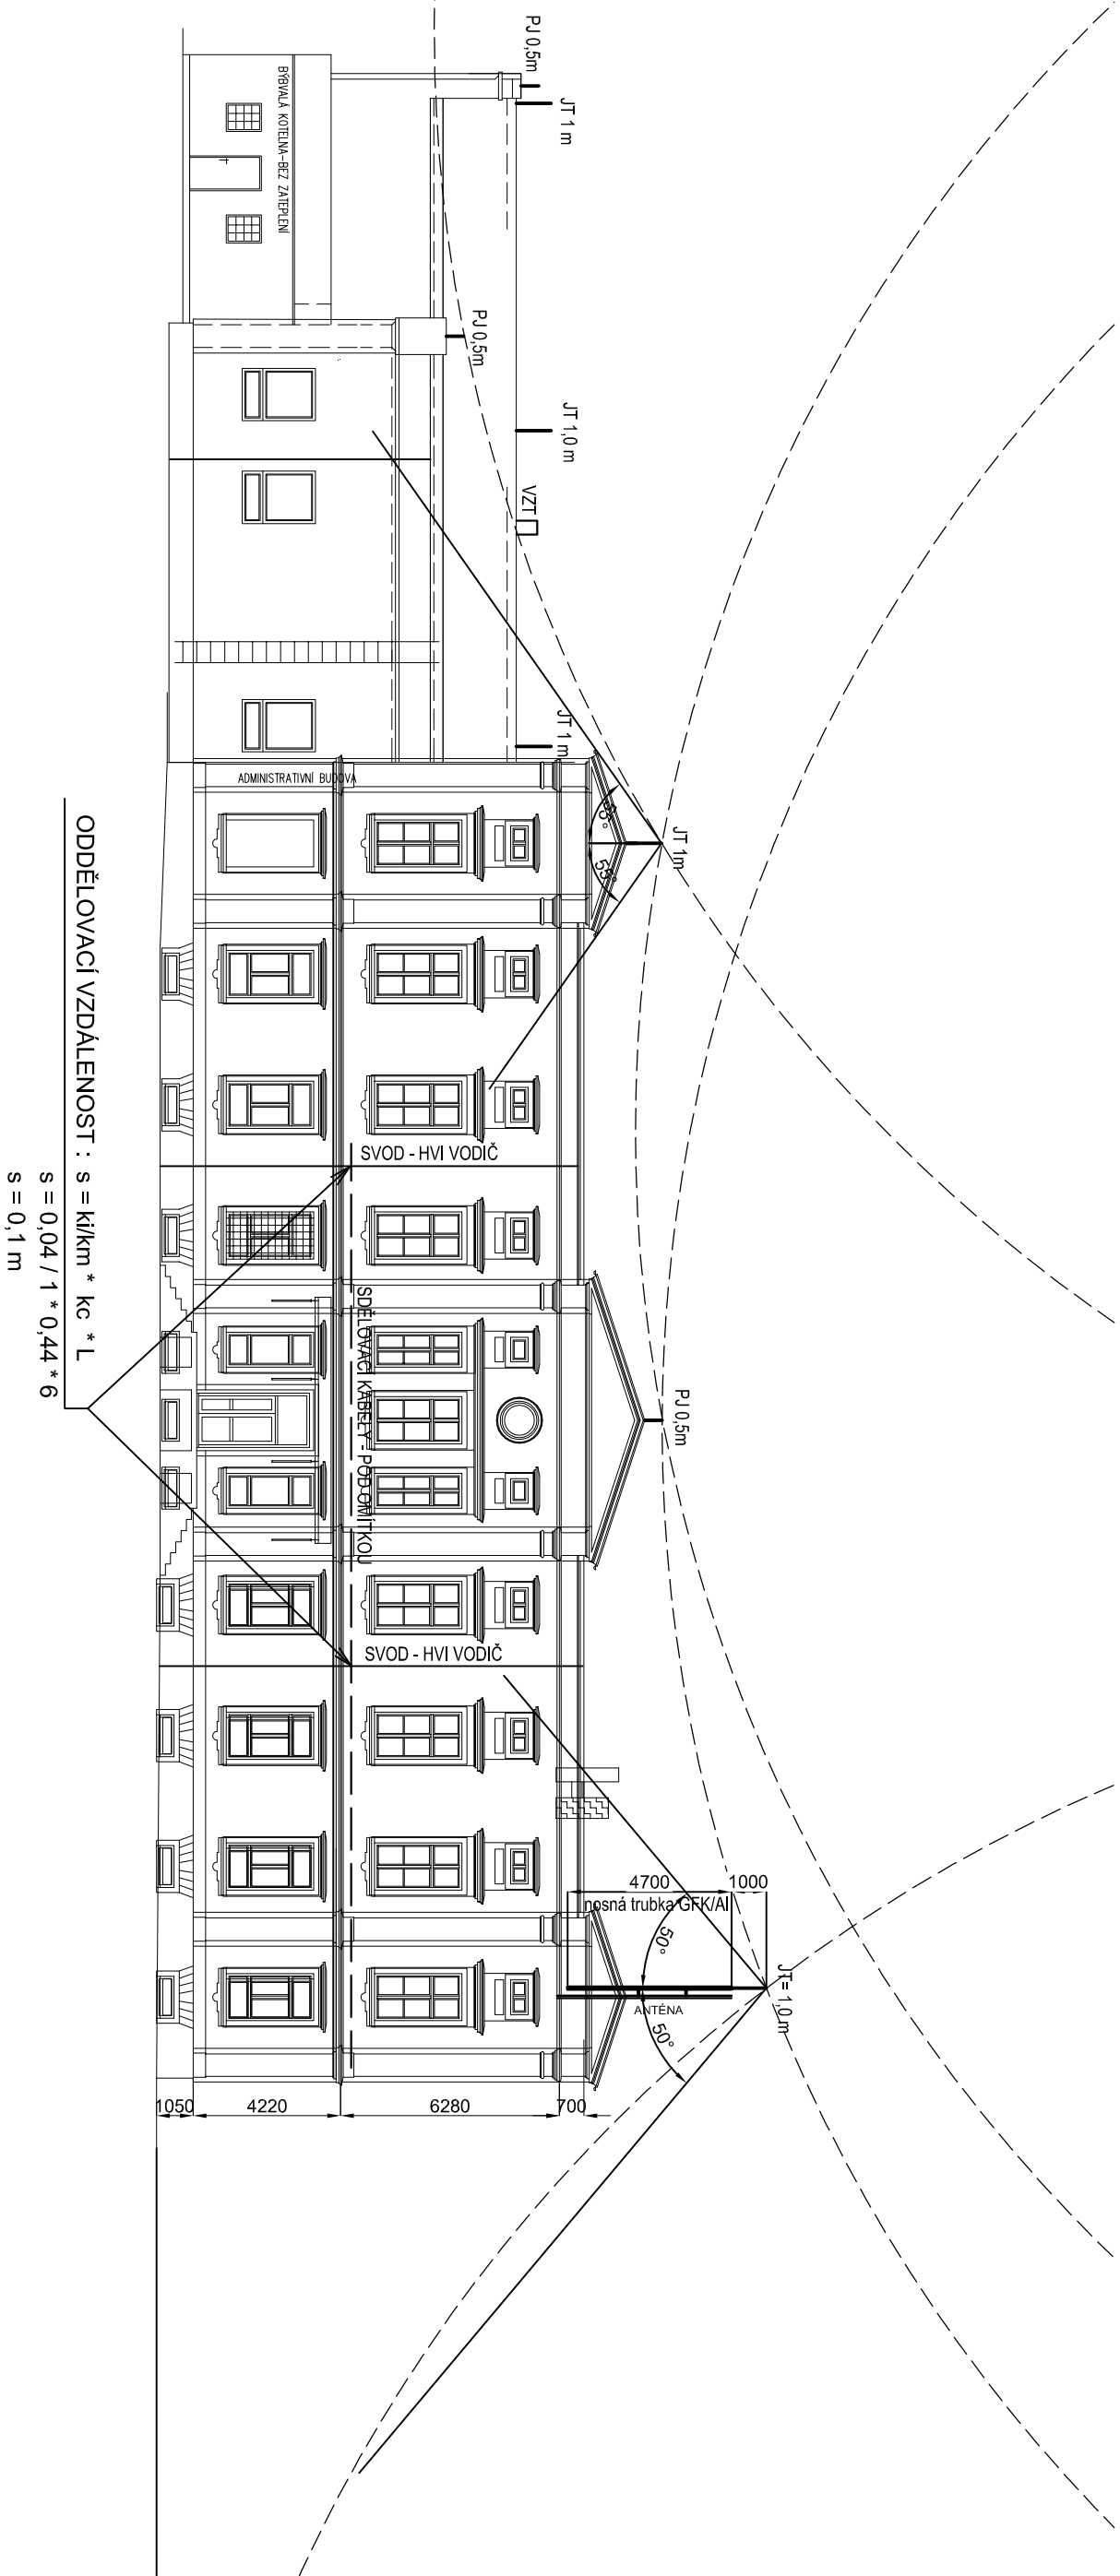 PJ 0,5m
JT 1 m
BÝBVALÁ KOTELNA-BEZ ZATEPLENÍ
PJ 0,5m
JT 1,0 m
VZT
JT 1 m
ADMINISTRATIVNÍ BUDOVA
JT 1m
55°
55°
SVOD - HVI VODIČ
SDĚLOVACÍ KABELY - POD OMÍTKOU
PJ 0,5m
SVOD - HVI VODIČ
4700
1000
nosná trubka GFK/Al
50°
50°
ANTÉNA
JT= 1,0 m
1050
4220
6280
700
ODDĚLOVACÍ VZDÁLENOST : s = ki/km * kc * L
s = 0,04 / 1 * 0,44 * 6
s = 0,1 m